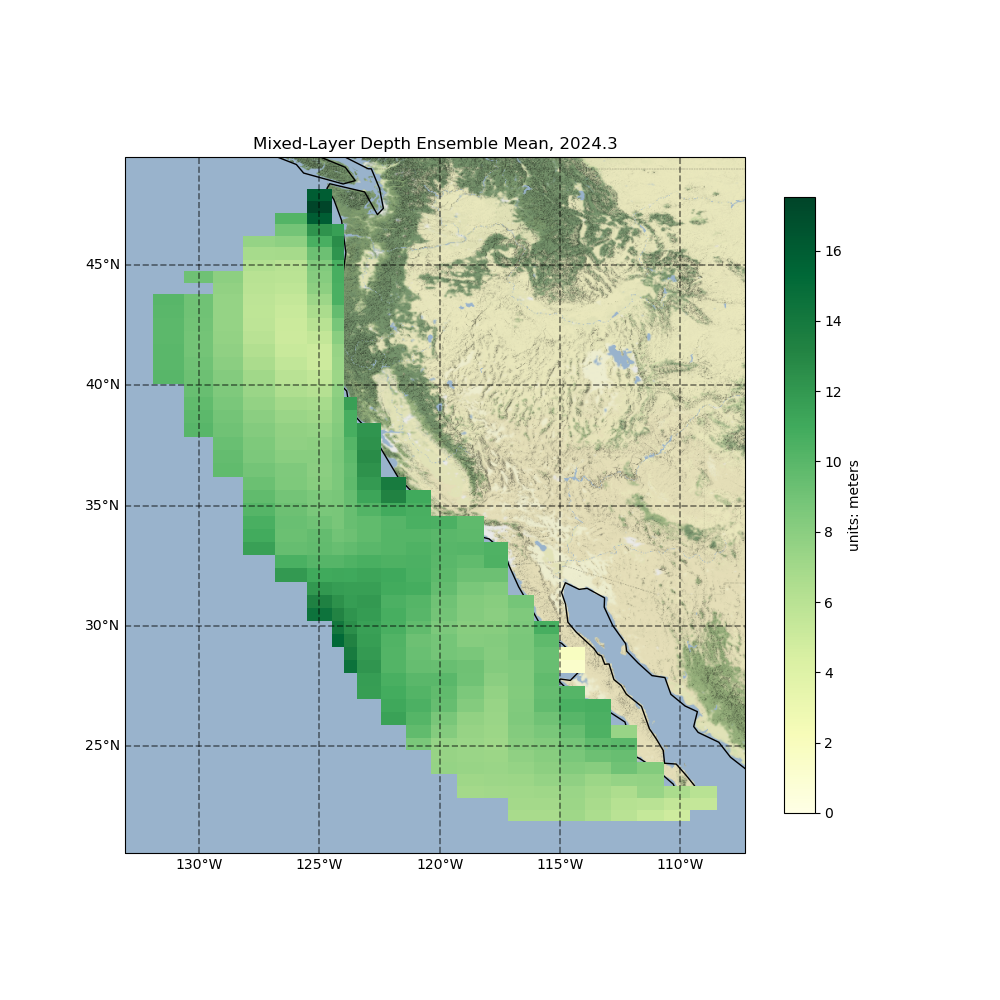 Mixed-Layer Depth Ensemble Mean, 2024.3
45°N
40°N
35°N
30°N
25°N
130°W 125°W 120°W 115°W 110°W
16
14
12
10
8
6
4
2
0
units: meters